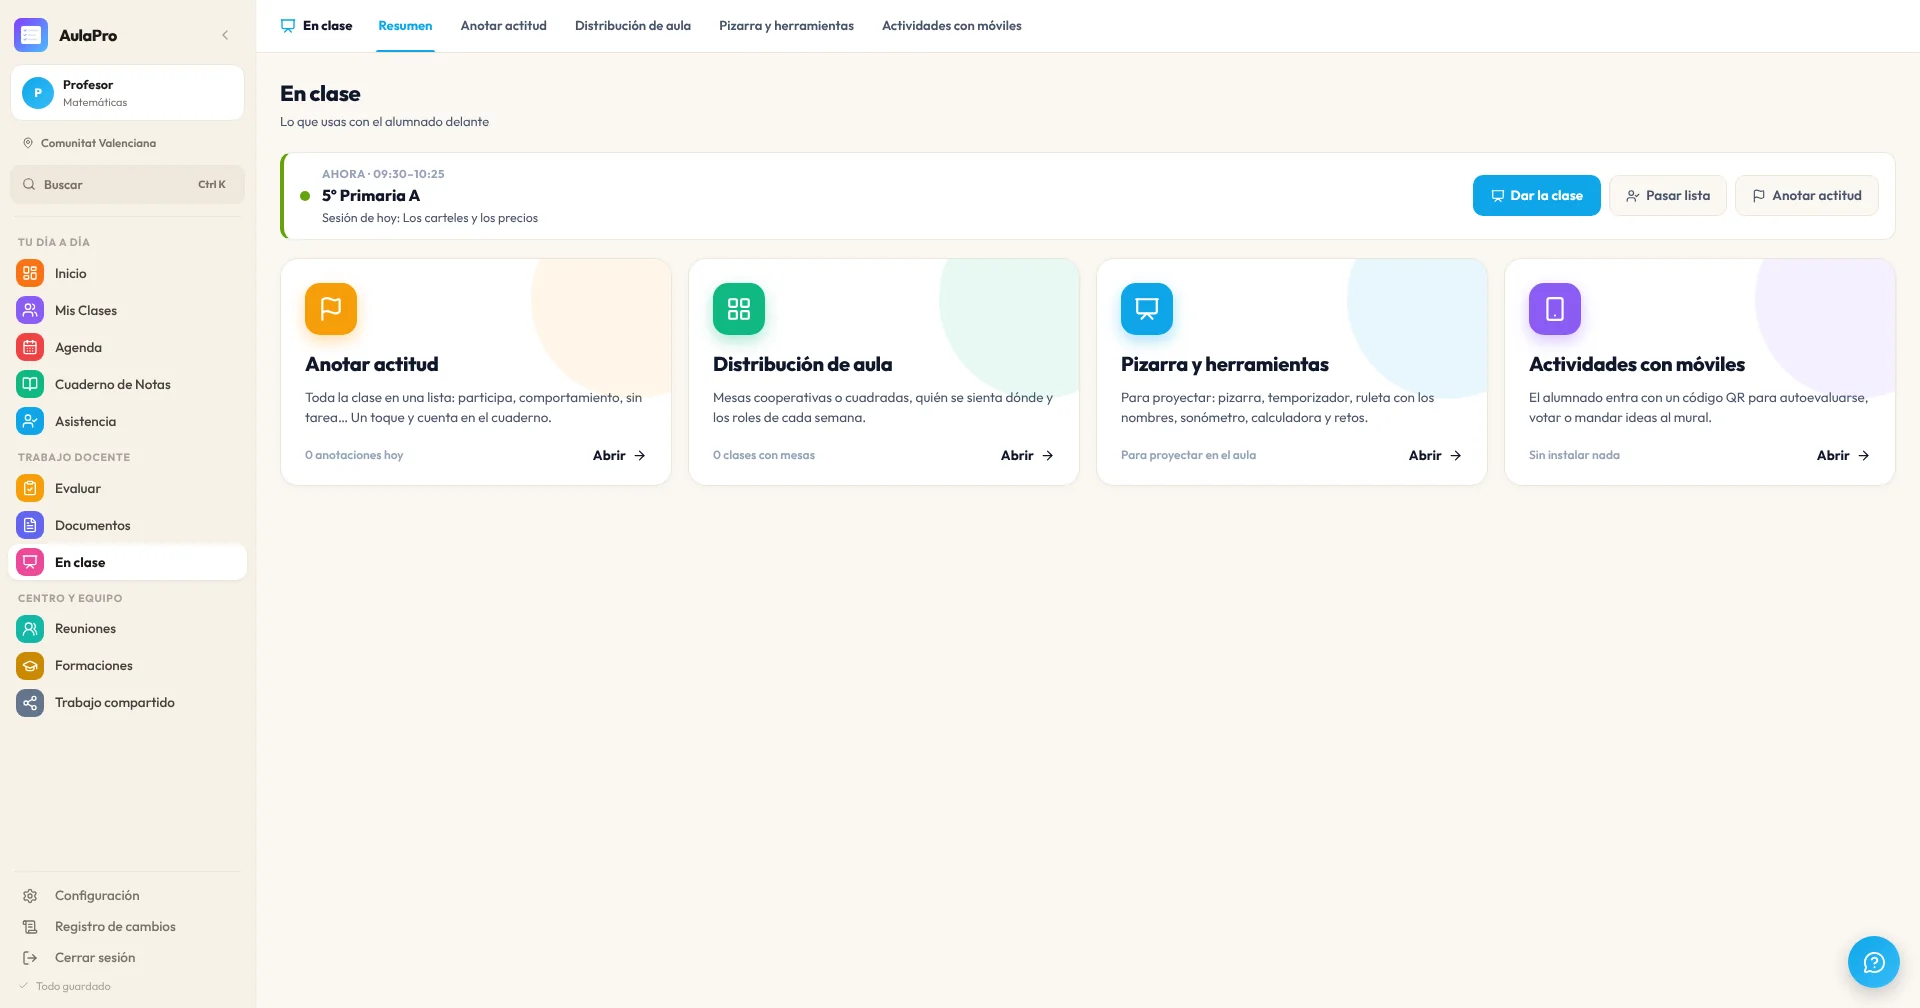 AulaPro
P
Profesor
Matemáticas
Comunitat Valenciana
Buscar
Ctrl K
TU DÍA A DÍA
Inicio
Mis Clases
Agenda
Cuaderno de Notas
Asistencia
TRABAJO DOCENTE
Evaluar
Documentos
En clase
CENTRO Y EQUIPO
Reuniones
Formaciones
Trabajo compartido
Configuración
Registro de cambios
Cerrar sesión
Todo guardado
En clase
Resumen
Anotar actitud
Distribución de aula
Pizarra y herramientas
Actividades con móviles
En clase
Lo que usas con el alumnado delante
AHORA · 09:30–10:25
5º Primaria A
Sesión de hoy: Los carteles y los precios
Dar la clase
Pasar lista
Anotar actitud
Anotar actitud
Toda la clase en una lista: participa, comportamiento, sin
tarea... Un toque y cuenta en el cuaderno.
0 anotaciones hoy
Abrir
Distribución de aula
Mesas cooperativas o cuadradas, quién se sienta dónde y
los roles de cada semana.
0 clases con mesas
Abrir
Pizarra y herramientas
Para proyectar: pizarra, temporizador, ruleta con los
nombres, sonómetro, calculadora y retos.
Para proyectar en el aula
Abrir
Actividades con móviles
El alumnado entra con un código QR para autoevaluarse,
votar o mandar ideas al mural.
Sin instalar nada
Abrir